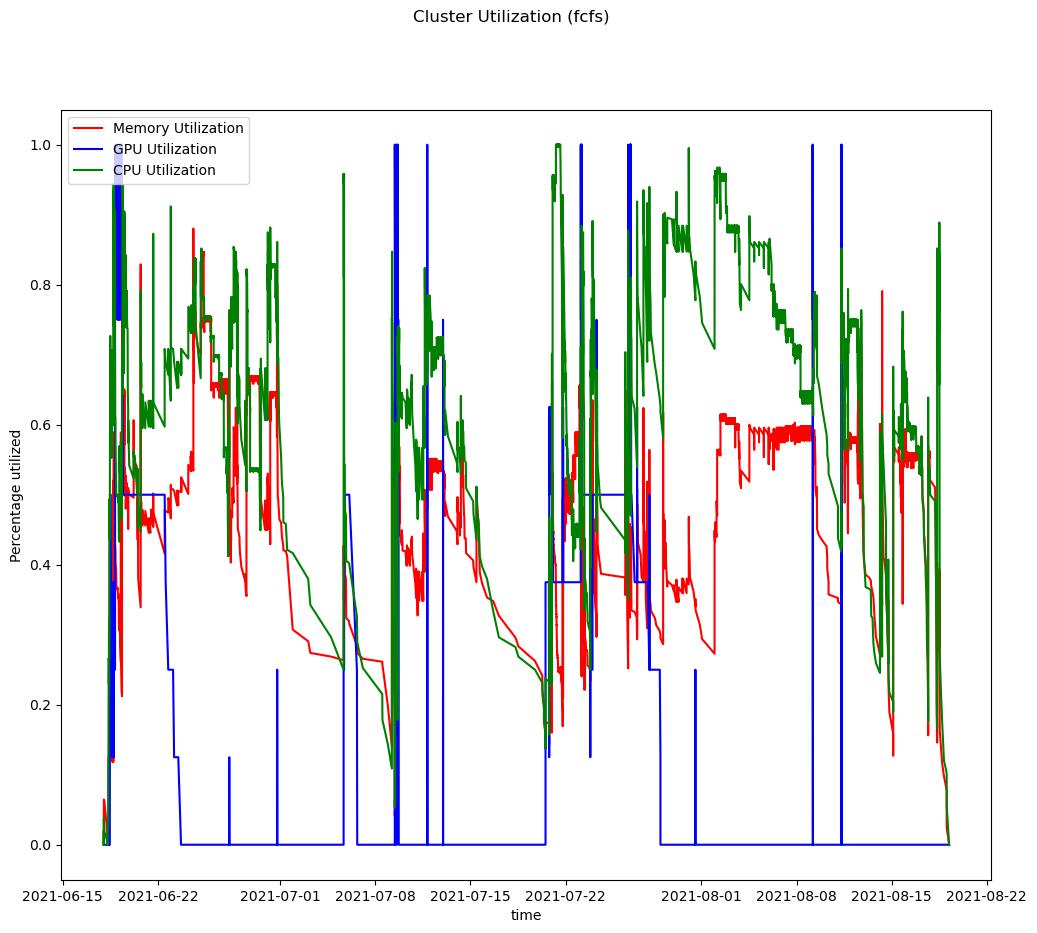 Cluster Utilization (fcfs)
Memory Utilization
GPU Utilization
CPU Utilization
1.0
0.8
0.6
0.4
0.2
0.0
Percentage utilized
2021-06-15 2021-06-22 2021-07-01 2021-07-08 2021-07-15 2021-07-22 2021-08-01 2021-08-08 2021-08-15 2021-08-22
time